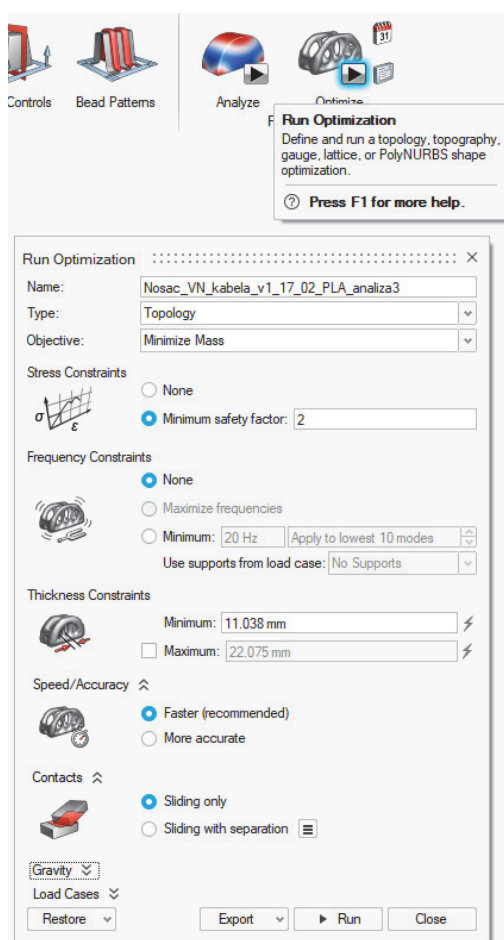 Controls
Bead Patterns
Analyze
Optimize
31
Run Optimization
Define and run a topology, topography,
gauge, lattice, or PolyNURBS shape
optimization.
Press F1 for more help.
Run Optimization
Name: Nosac_VN_kabela_v1_17_02_PLA_analiza3
Type: Topology
Objective: Minimize Mass
Stress Constraints
None
Minimum safety factor: 2
σ
ε
Frequency Constraints
None
Maximize frequencies
Minimum: 20 Hz Apply to lowest 10 modes
Use supports from load case: No Supports
Thickness Constraints
Minimum: 11.038 mm
Maximum: 22.075 mm
Speed/Accuracy
Faster (recommended)
More accurate
Contacts
Sliding only
Sliding with separation
Gravity
Load Cases
Restore Export Run Close